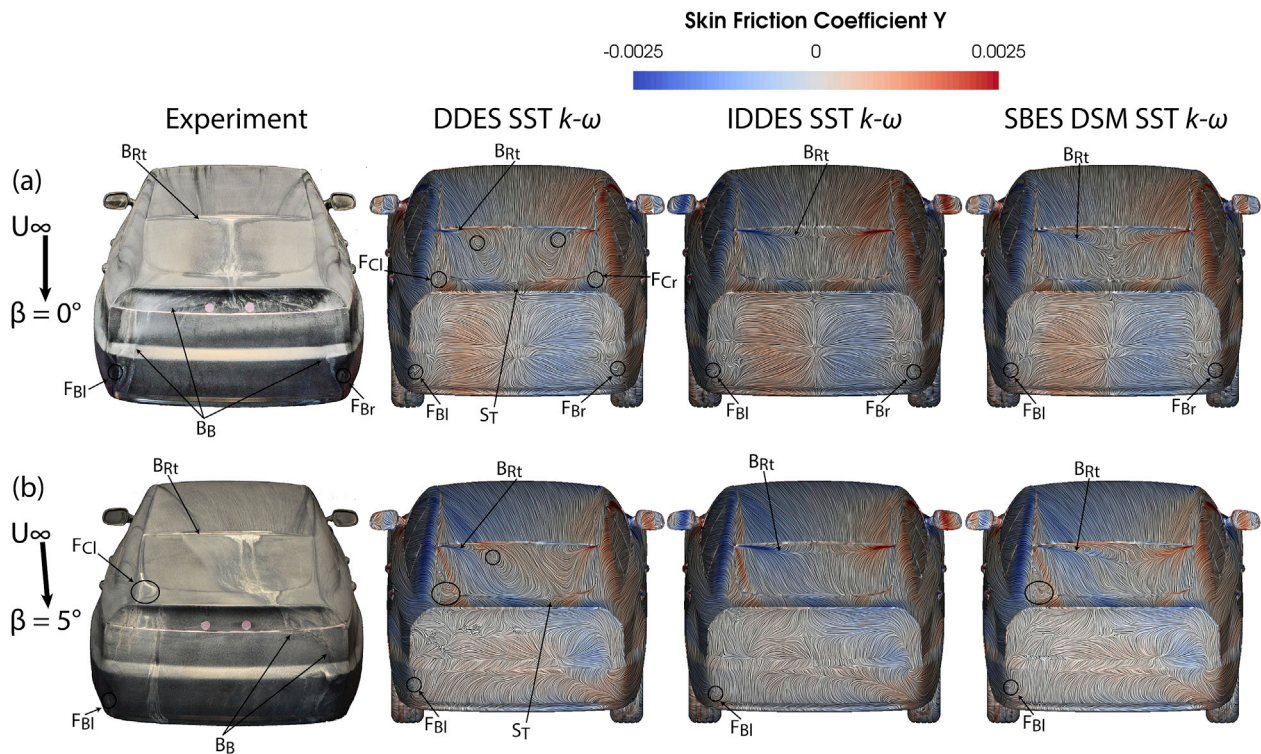 Skin Friction Coefficient Y
-0.0025 0 0.0025
Experiment DDES SST k-ω IDDES SST k-ω SBES DSM SST k-ω
(a)
U∞
β = 0°
BRt BRt BRt BRt
FCl FCr
FBl FBr FBl FBr FBl FBr FBl FBr
BB ST
(b)
U∞
β = 5°
BRt BRt BRt BRt
FCl
FBl FBl FBl FBl
BB ST